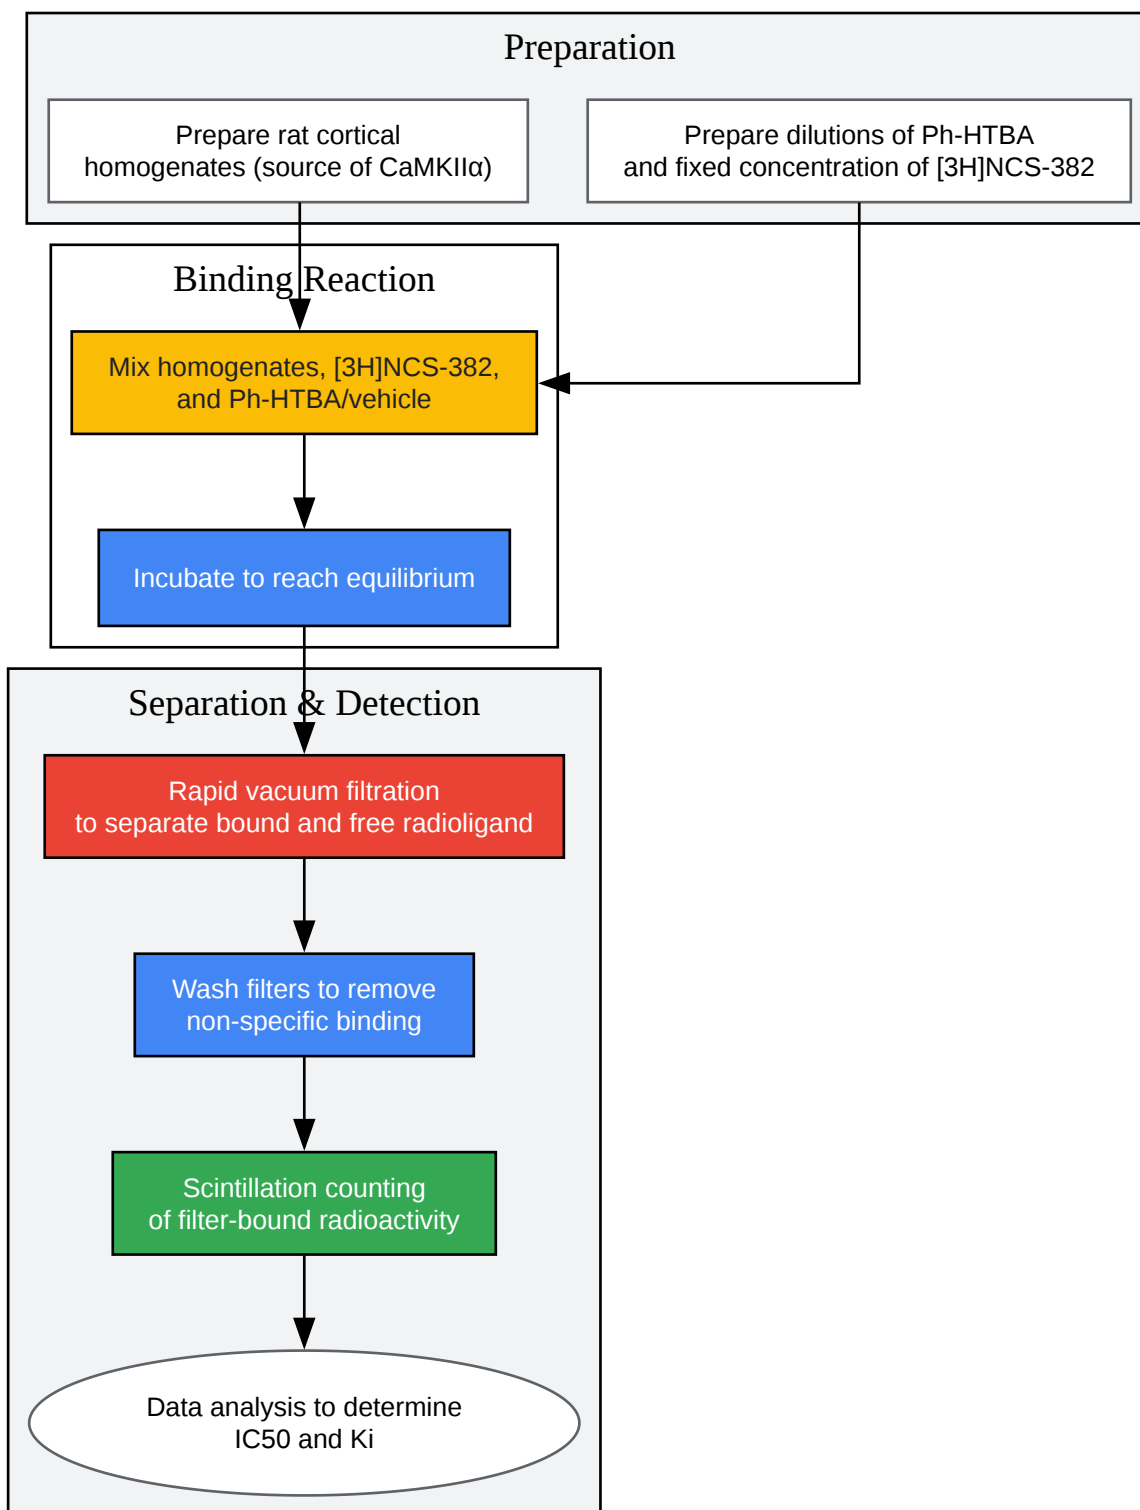 Preparation
Prepare rat cortical
homogenates (source of CaMKIIα)
Prepare dilutions of Ph-HTBA
and fixed concentration of [3H]NCS-382
Binding Reaction
Mix homogenates, [3H]NCS-382,
and Ph-HTBA/vehicle
Incubate to reach equilibrium
Separation & Detection
Rapid vacuum filtration
to separate bound and free radioligand
Wash filters to remove
non-specific binding
Scintillation counting
of filter-bound radioactivity
Data analysis to determine
IC50 and Ki